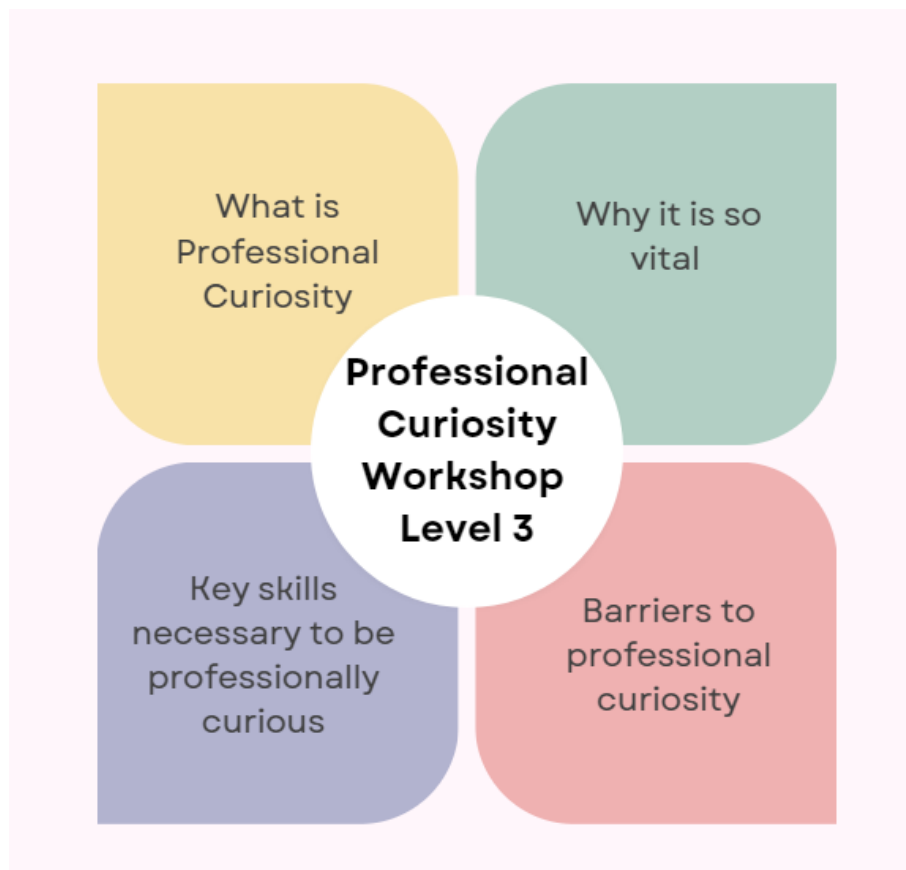 What is
Professional
Curiosity
Why it is so
vital
Professional
Curiosity
Workshop
Level 3
Key skills
necessary to be
professionally
curious
Barriers to
professional
curiosity